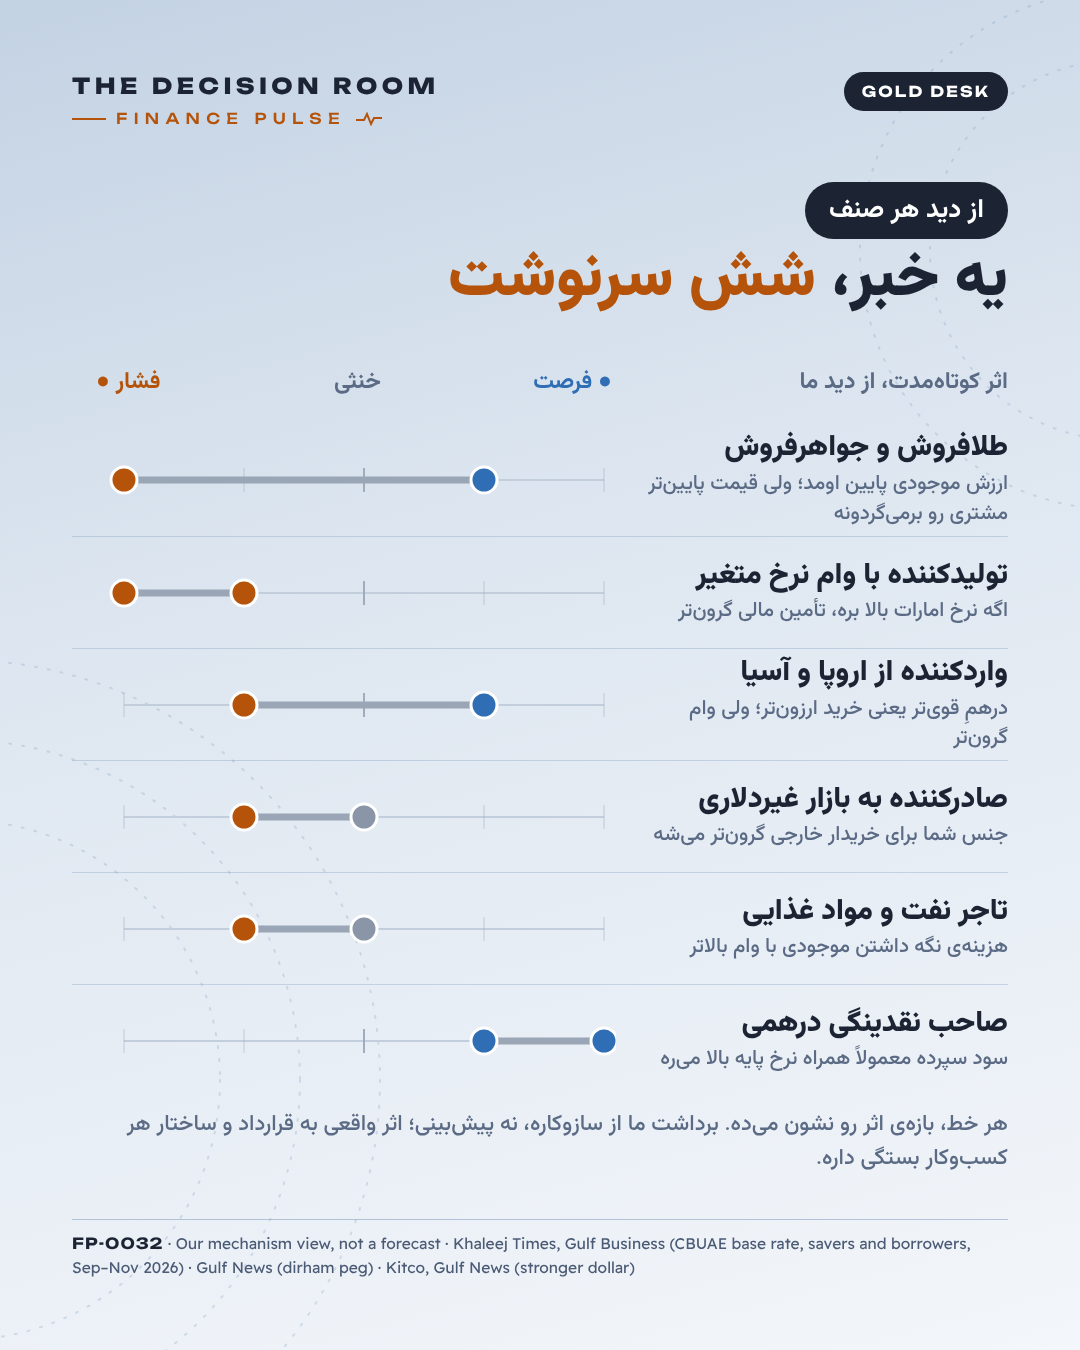 THE DECISION ROOM
FINANCE PULSE
GOLD DESK
از دید هر صنف
یه خبر، شش سرنوشت
اثر کوتاه‌مدت، از دید ما
فرصت
خنثی
فشار
طلافروش و جواهرفروش
ارزش موجودی پایین اومد؛ ولی قیمت پایین‌تر
مشتری رو برمی‌گردونه
تولیدکننده با وام نرخ متغیر
اگه نرخ امارات بالا بره، تأمین مالی گرون‌تر
واردکننده از اروپا و آسیا
درهمِ قوی‌تر یعنی خرید ارزون‌تر؛ ولی وام
گرون‌تر
صادرکننده به بازار غیردلاری
جنس شما برای خریدار خارجی گرون‌تر می‌شه
تاجر نفت و مواد غذایی
هزینه‌ی نگه داشتن موجودی با وام بالاتر
صاحب نقدینگی درهمی
سود سپرده معمولاً همراه نرخ پایه بالا می‌ره
هر خط، بازه‌ی اثر رو نشون می‌ده. برداشت ما از سازوکاره، نه پیش‌بینی؛ اثر واقعی به قرارداد و ساختار هر
کسب‌وکار بستگی داره.
FP-0032 · Our mechanism view, not a forecast · Khaleej Times, Gulf Business (CBUAE base rate, savers and borrowers,
Sep–Nov 2026) · Gulf News (dirham peg) · Kitco, Gulf News (stronger dollar)